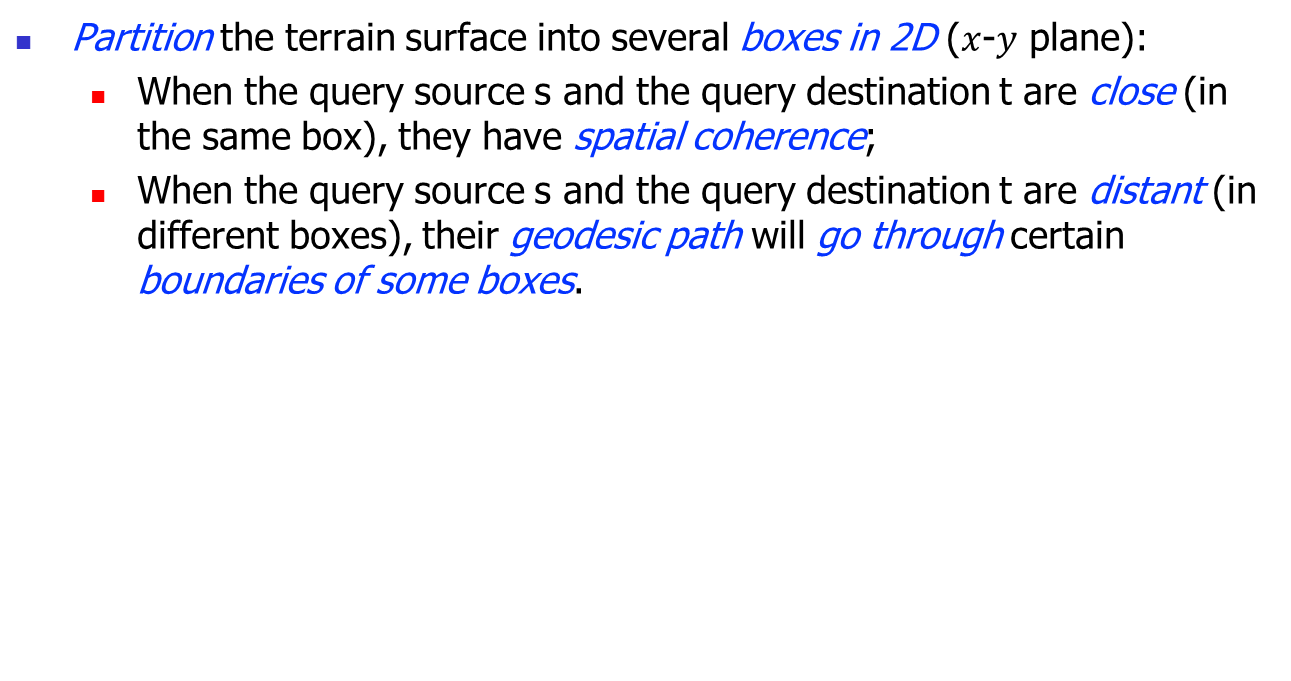 ▪ Partition the terrain surface into several boxes in 2D (x-y plane):
▪ When the query source s and the query destination t are close (in
the same box), they have spatial coherence;
▪ When the query source s and the query destination t are distant (in
different boxes), their geodesic path will go through certain
boundaries of some boxes.